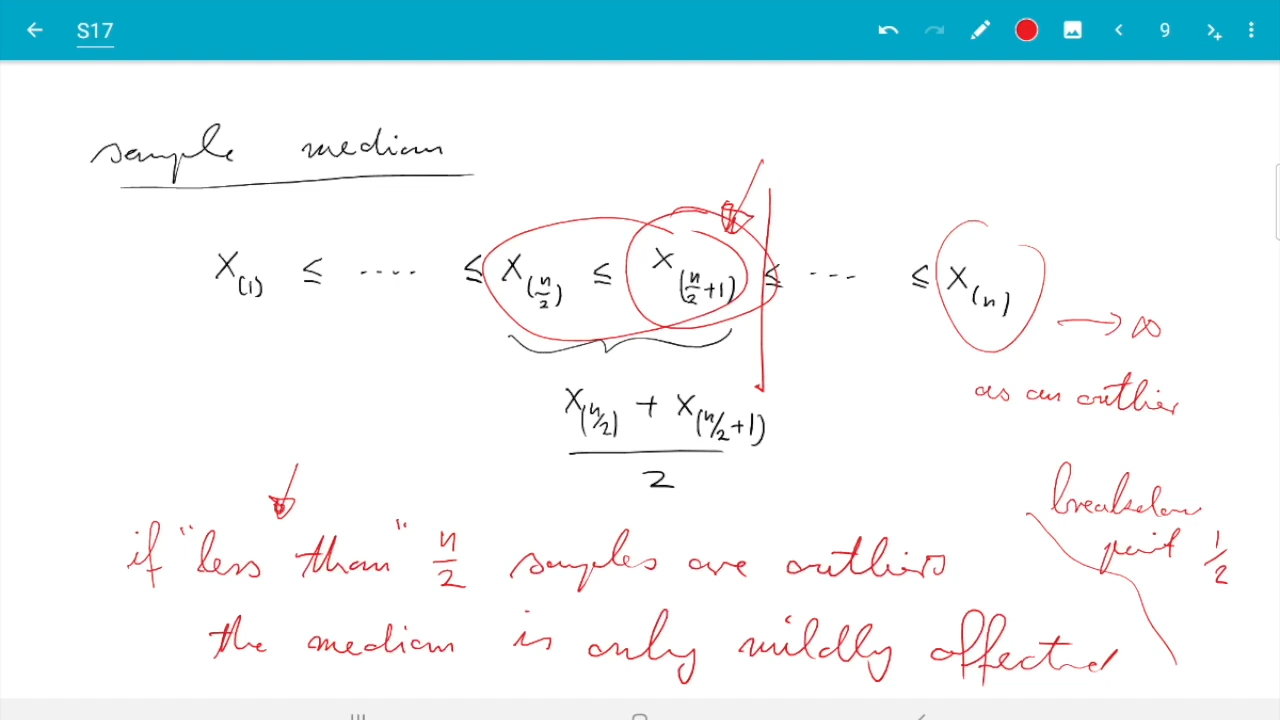 S17
9
sample median
X(1) ≤ ..... ≤ X(n/2) ≤ X(n/2+1) ≤ --- ≤ X(n)
→ ∞
as an outlier
X(n/2) + X(n/2+1)
2
breakdown
point 1/2
if "less than" n/2 samples are outliers
the median is only mildly affected